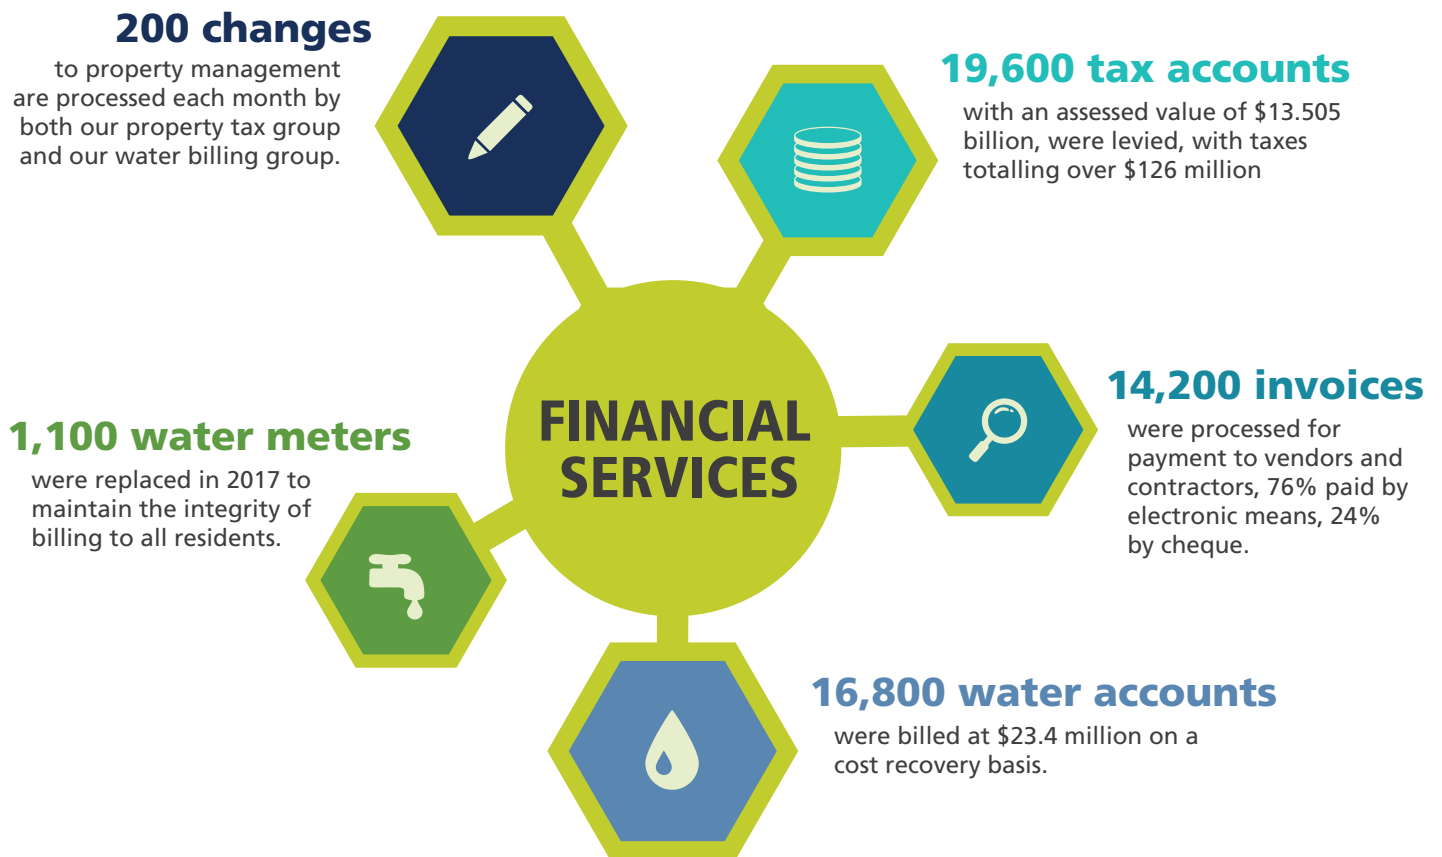 200 changes
to property management
are processed each month by
both our property tax group
and our water billing group.
19,600 tax accounts
with an assessed value of $13.505
billion, were levied, with taxes
totalling over $126 million
FINANCIAL
SERVICES
14,200 invoices
were processed for
payment to vendors and
contractors, 76% paid by
electronic means, 24%
by cheque.
1,100 water meters
were replaced in 2017 to
maintain the integrity of
billing to all residents.
16,800 water accounts
were billed at $23.4 million on a
cost recovery basis.